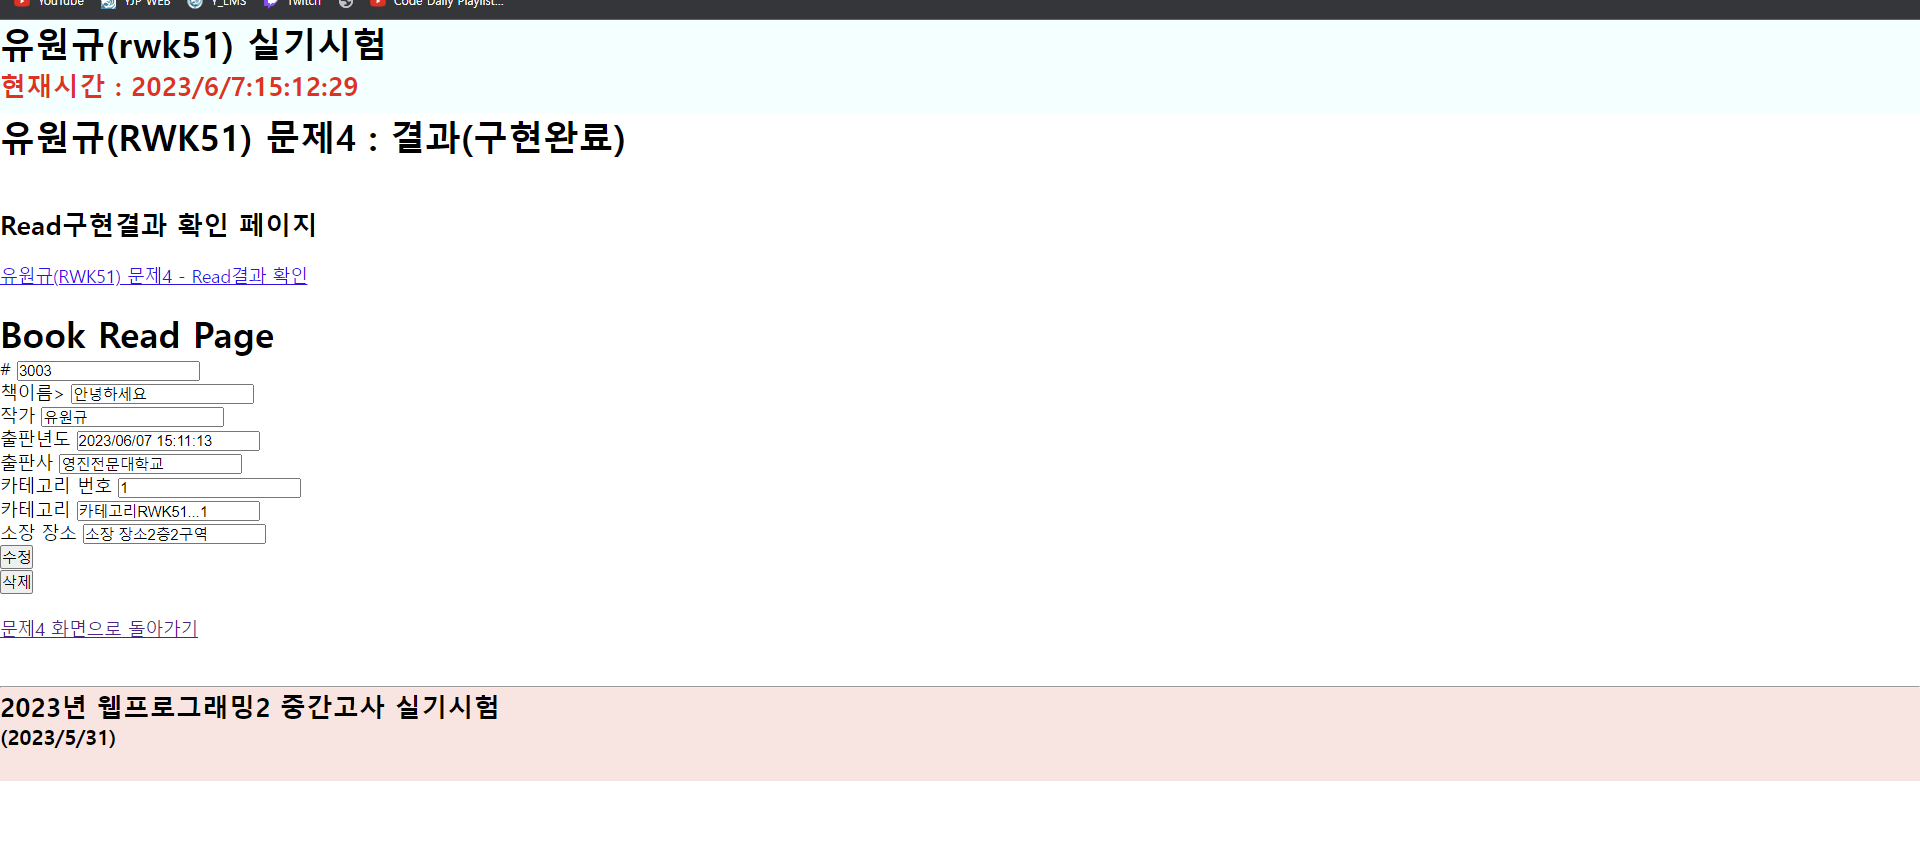 YouTube YJP WEB Y_LMS Twitch Code Daily Playlist...
유원규(rwk51) 실기시험
현재시간 : 2023/6/7:15:12:29
유원규(RWK51) 문제4 : 결과(구현완료)
Read구현결과 확인 페이지
유원규(RWK51) 문제4 - Read결과 확인
Book Read Page
# 3003
책이름> 안녕하세요
작가 유원규
출판년도 2023/06/07 15:11:13
출판사 영진전문대학교
카테고리 번호 1
카테고리 카테고리RWK51...1
소장 장소 소장 장소2층2구역
수정
삭제
문제4 화면으로 돌아가기
2023년 웹프로그래밍2 중간고사 실기시험
(2023/5/31)